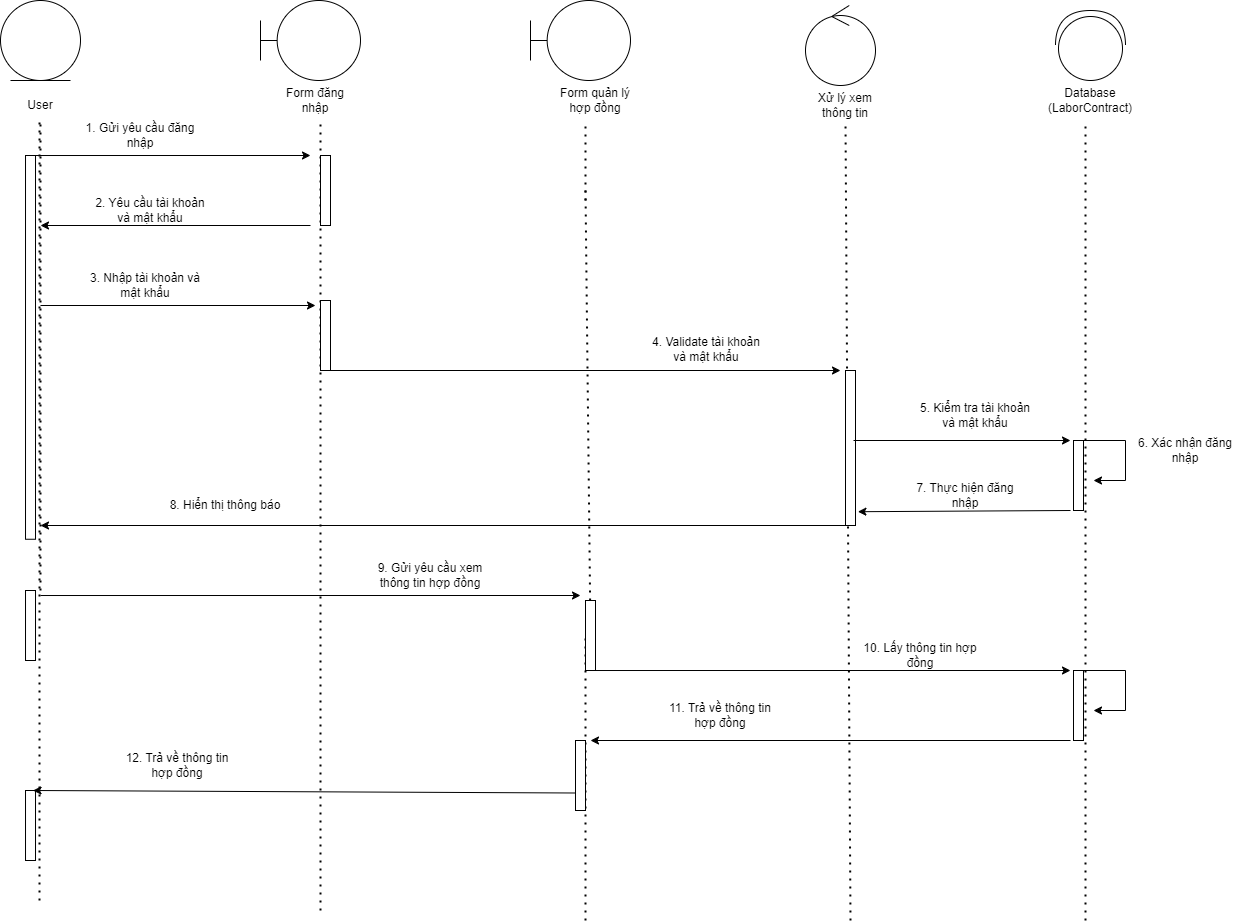 User
Form đăng
nhập
Form quản lý
hợp đồng
Xử lý xem
thông tin
Database
(LaborContract)
1. Gửi yêu cầu đăng
nhập
2. Yêu cầu tài khoản
và mật khẩu
3. Nhập tài khoản và
mật khẩu
4. Validate tài khoản
và mật khẩu
5. Kiểm tra tài khoản
và mật khẩu
6. Xác nhận đăng
nhập
7. Thực hiện đăng
nhập
8. Hiển thị thông báo
9. Gửi yêu cầu xem
thông tin hợp đồng
10. Lấy thông tin hợp
đồng
11. Trả về thông tin
hợp đồng
12. Trả về thông tin
hợp đồng